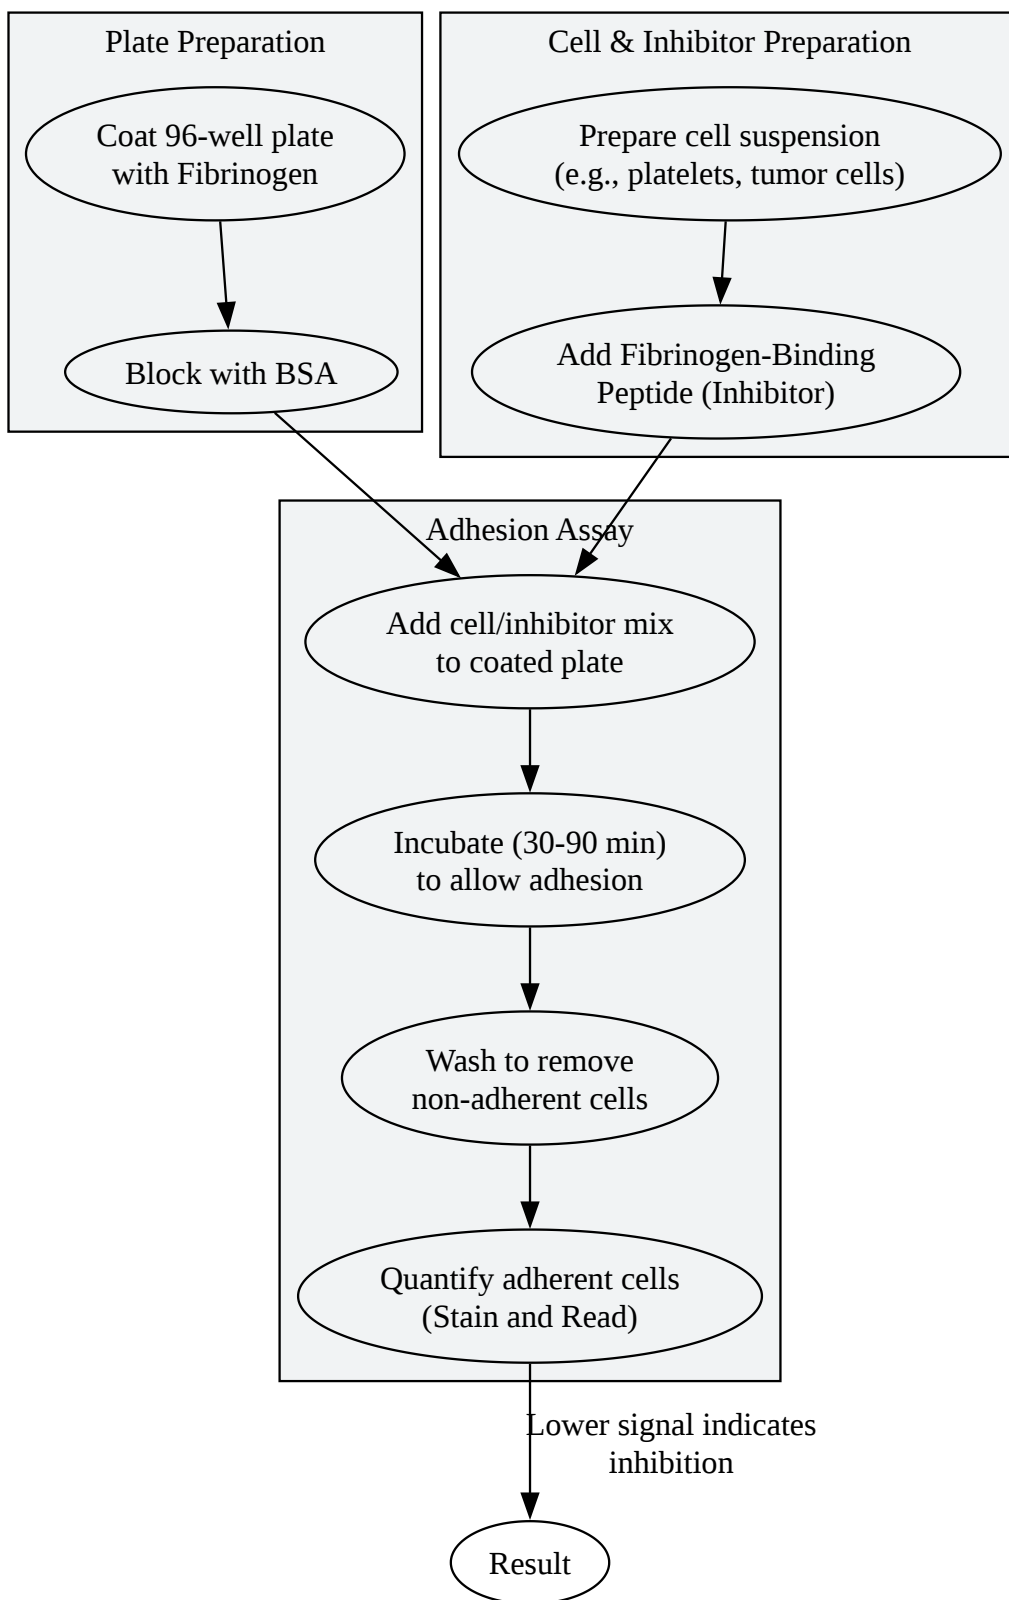 Plate Preparation
Coat 96-well plate
with Fibrinogen
Block with BSA
Cell & Inhibitor Preparation
Prepare cell suspension
(e.g., platelets, tumor cells)
Add Fibrinogen-Binding
Peptide (Inhibitor)
Adhesion Assay
Add cell/inhibitor mix
to coated plate
Incubate (30-90 min)
to allow adhesion
Wash to remove
non-adherent cells
Quantify adherent cells
(Stain and Read)
Lower signal indicates
inhibition
Result